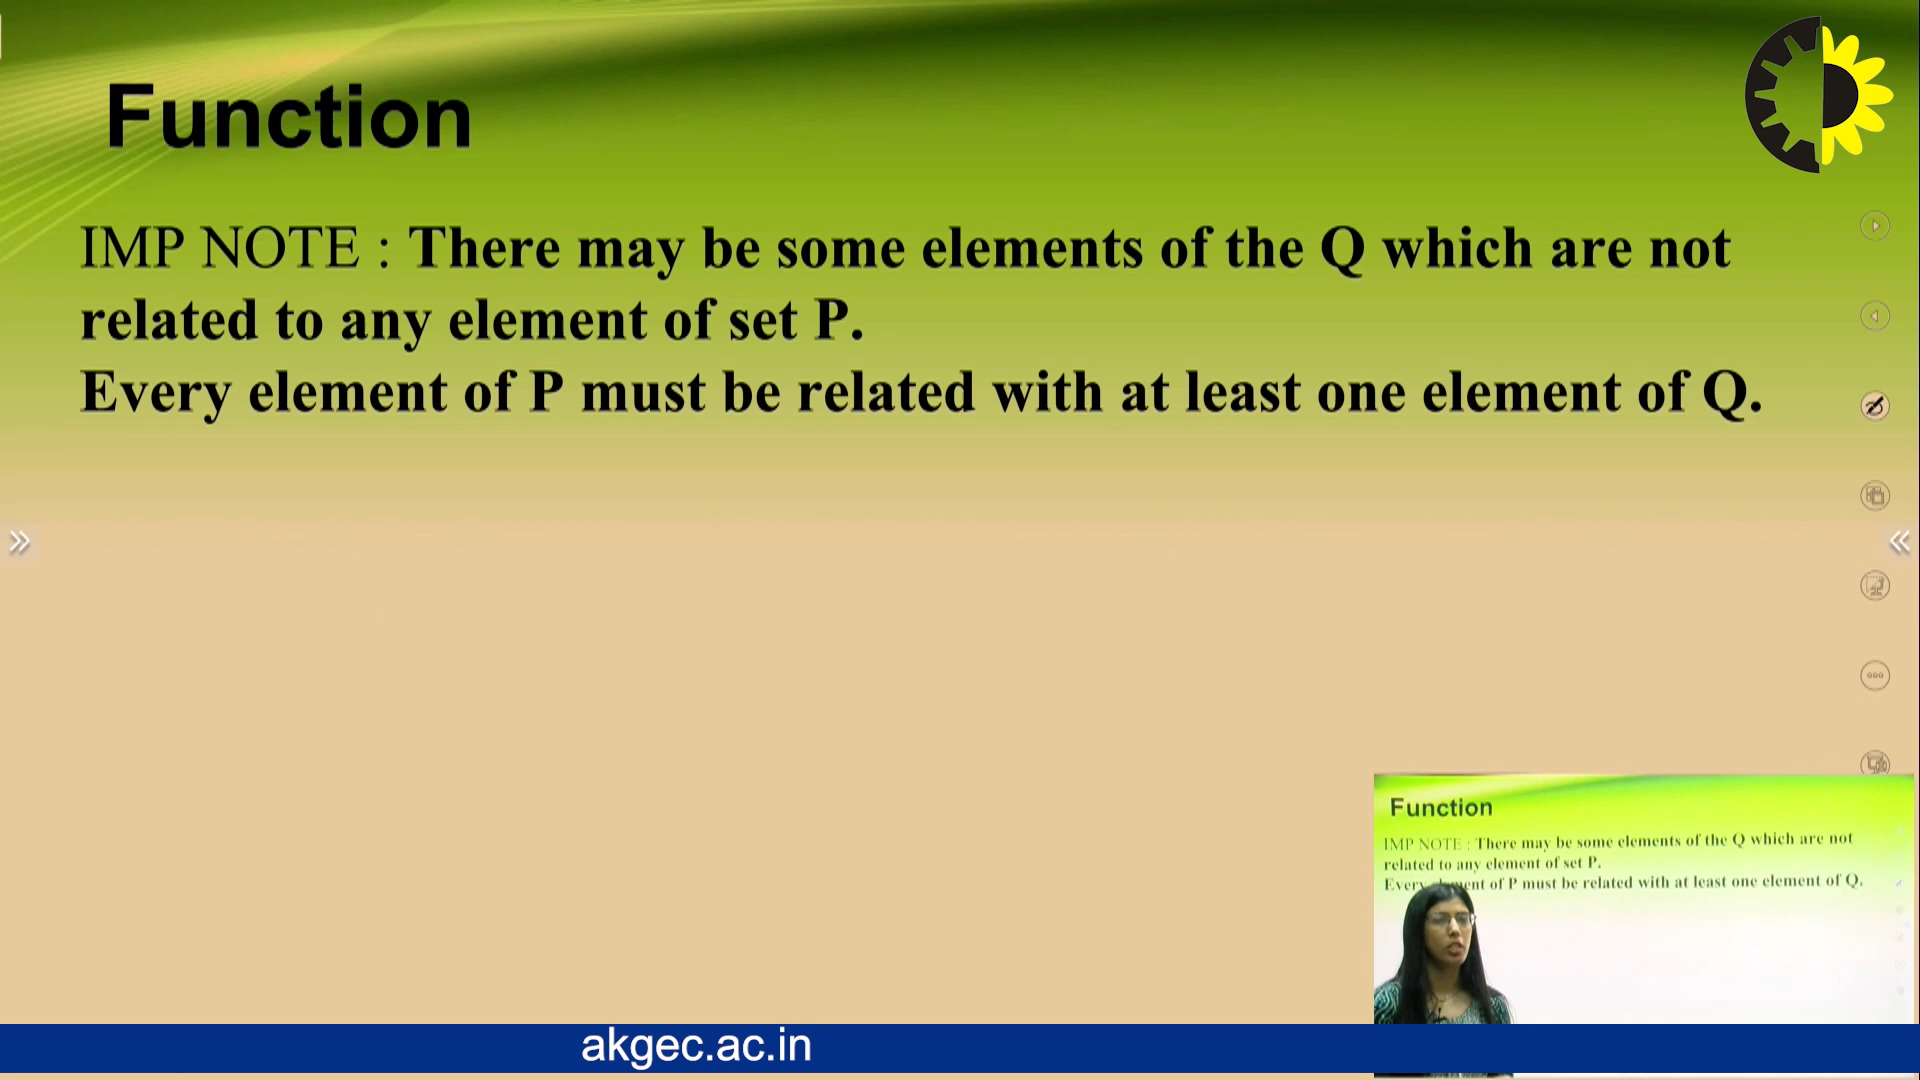 Function
IMP NOTE : There may be some elements of the Q which are not
related to any element of set P.
Every element of P must be related with at least one element of Q.
Function
IMP NOTE : There may be some elements of the Q which are not
related to any element of set P.
Every element of P must be related with at least one element of Q.
akgec.ac.in